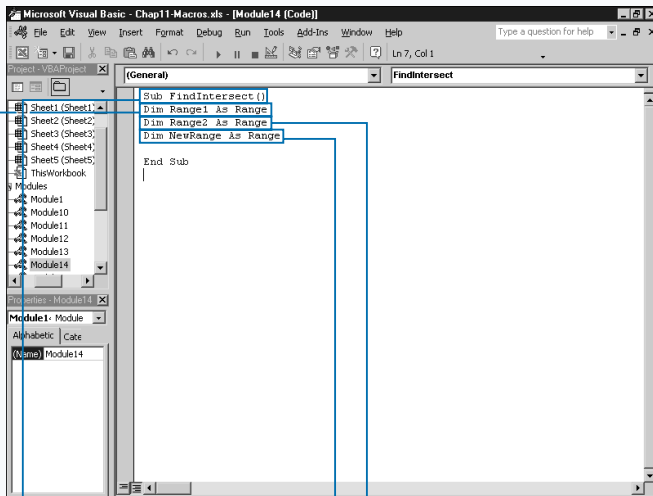 Microsoft Visual Basic - Chap11-Macros.xls - [Module14 (Code)]
File Edit View Insert Format Debug Run Tools Add-Ins Window Help
Type a question for help
Ln 7, Col 1
Project - VBAProject
(General)
FindIntersect
Sheet1 (Sheet1)
Sheet2 (Sheet2)
Sheet3 (Sheet3)
Sheet4 (Sheet4)
Sheet5 (Sheet5)
ThisWorkbook
Modules
Module1
Module10
Module11
Module12
Module13
Module14
Properties - Module14
Module14 Module
Alphabetic Cate
(Name) Module14
Sub FindIntersect()
Dim Range1 As Range
Dim Range2 As Range
Dim NewRange As Range
End Sub